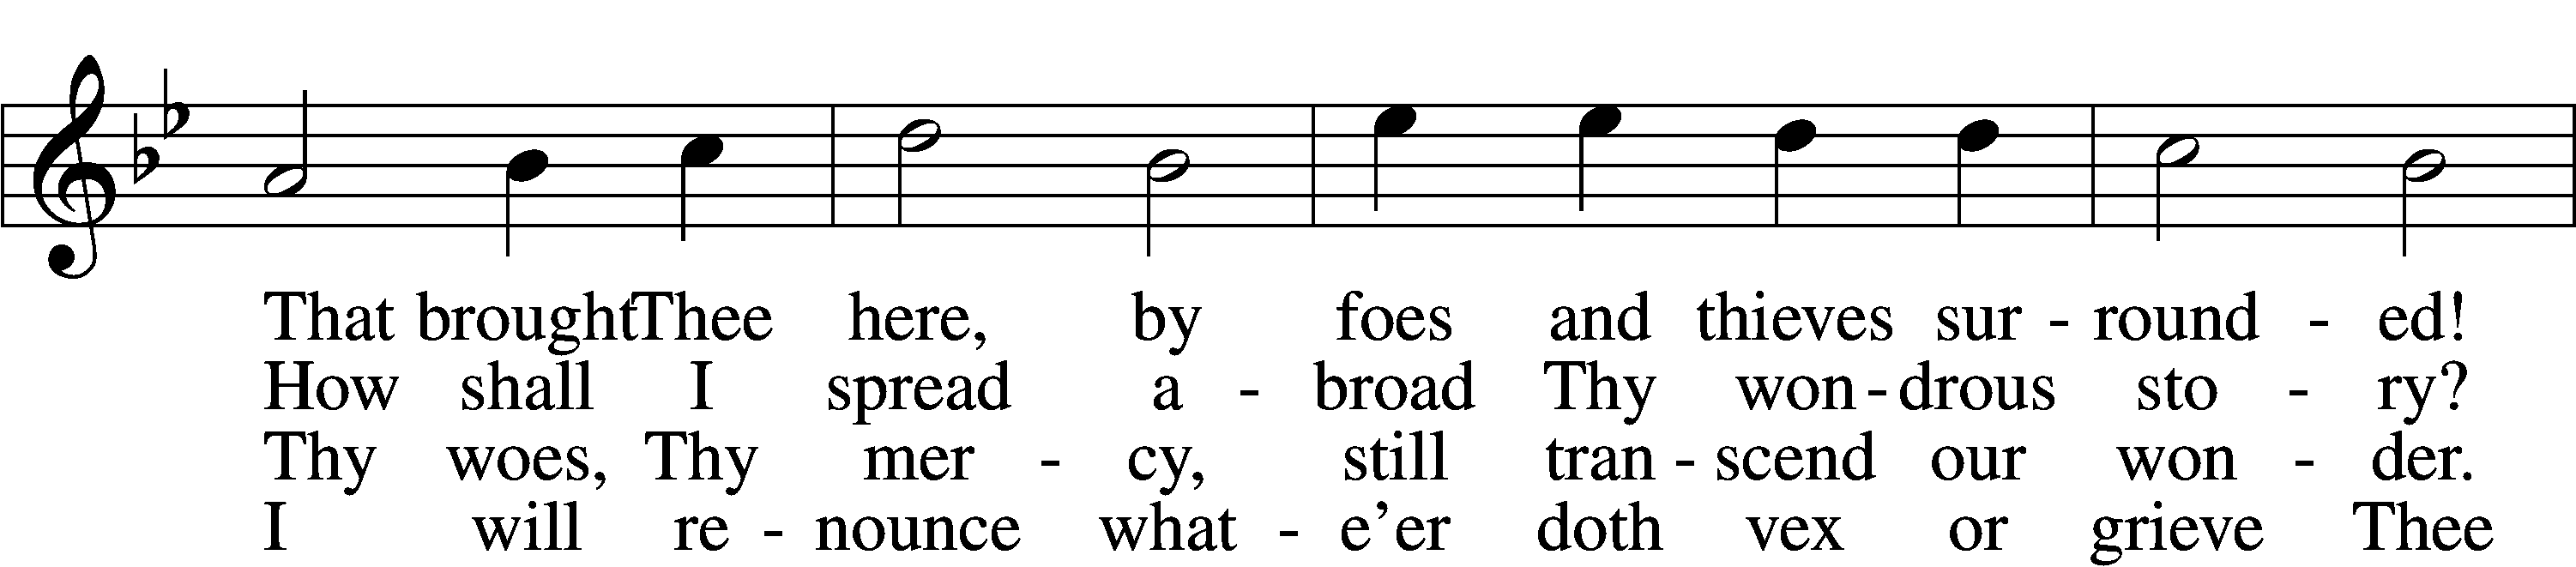 That broughtThee here, by foes and thieves sur - round - ed!
How shall I spread a - broad Thy won - drous sto - ry?
Thy woes, Thy mer - cy, still tran - scend our won - der.
I will re - nounce what - e’er doth vex or grieve Thee